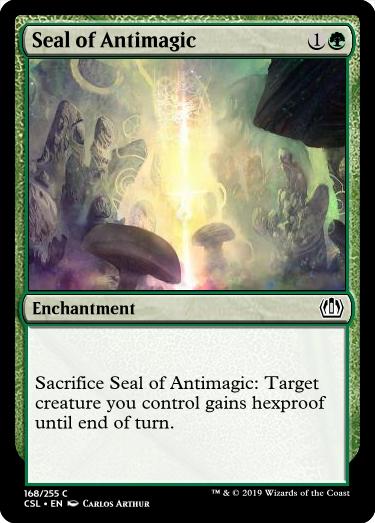 Seal of Antimagic 1
Enchantment
Sacrifice Seal of Antimagic: Target
creature you control gains hexproof
until end of turn.
168/255 C
CSL • EN Carlos Arthur
™ & © 2019 Wizards of the Coast